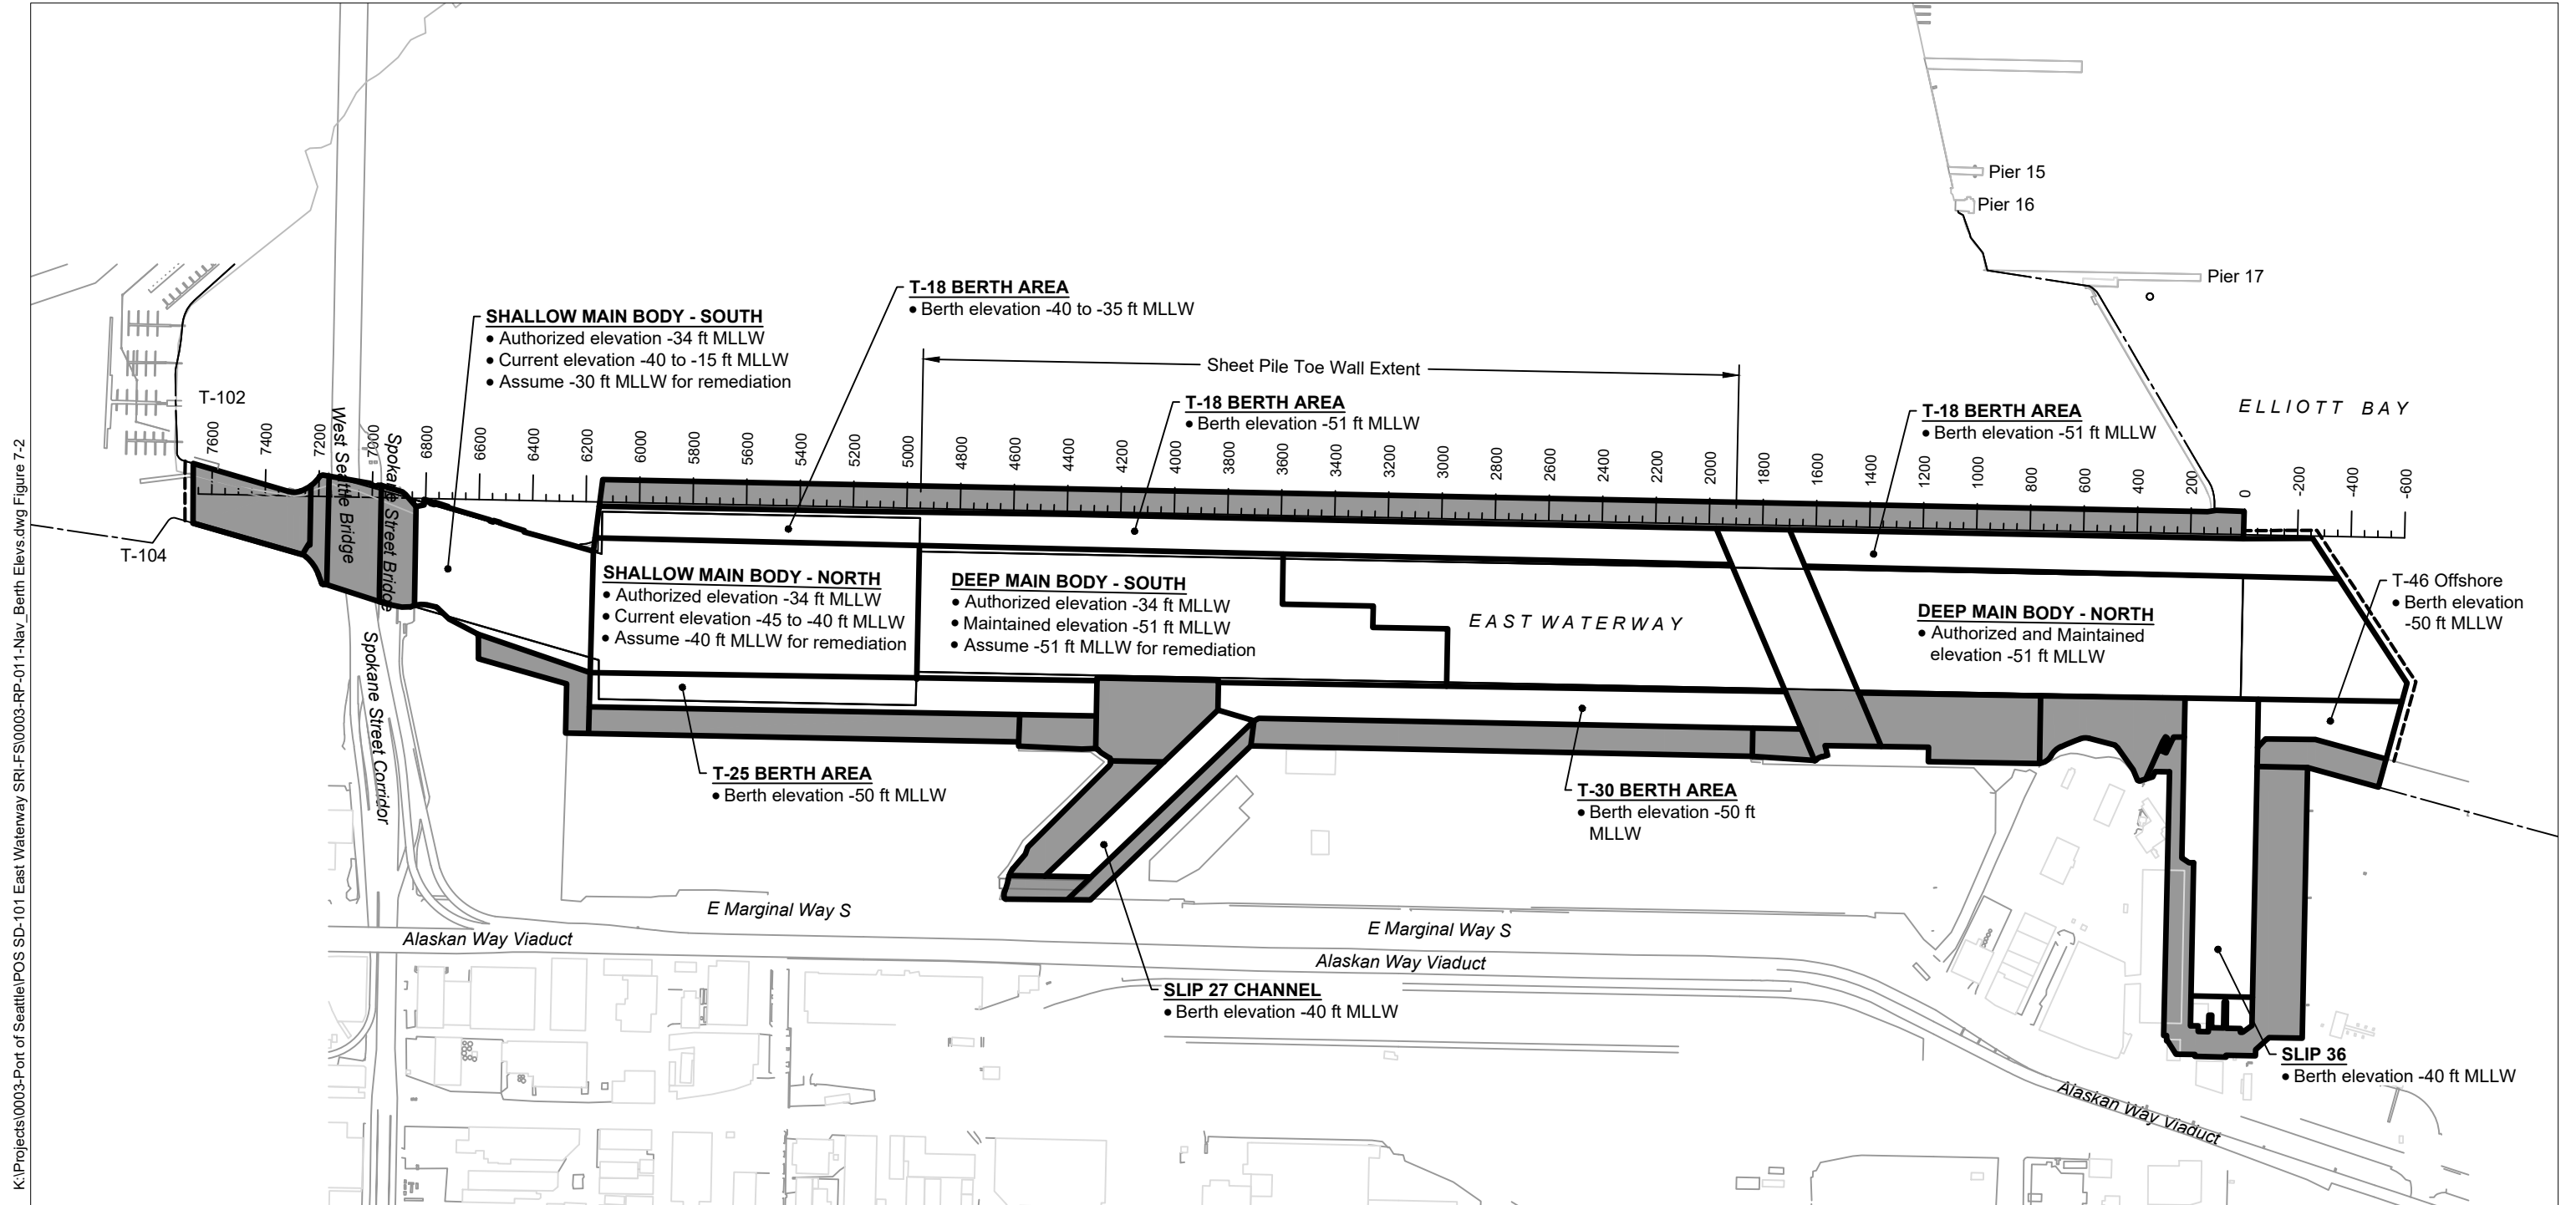 Pier 15
Pier 16
Pier 17
T-18 BERTH AREA
• Berth elevation -40 to -35 ft MLLW
SHALLOW MAIN BODY - SOUTH
• Authorized elevation -34 ft MLLW
• Current elevation -40 to -15 ft MLLW
• Assume -30 ft MLLW for remediation
Sheet Pile Toe Wall Extent
T-18 BERTH AREA
• Berth elevation -51 ft MLLW
T-18 BERTH AREA
• Berth elevation -51 ft MLLW
ELLIOTT BAY
T-102
7600
7400
7200
7000
6800
6600
6400
6200
6000
5800
5600
5400
5200
5000
4800
4600
4400
4200
4000
3800
3600
3400
3200
3000
2800
2600
2400
2200
2000
1800
1600
1400
1200
1000
800
600
400
200
0
-200
-400
-600
West Seattle Bridge
Spokane Street Bridge
T-104
SHALLOW MAIN BODY - NORTH
• Authorized elevation -34 ft MLLW
• Current elevation -45 to -40 ft MLLW
• Assume -40 ft MLLW for remediation
DEEP MAIN BODY - SOUTH
• Authorized elevation -34 ft MLLW
• Maintained elevation -51 ft MLLW
• Assume -51 ft MLLW for remediation
EAST WATERWAY
DEEP MAIN BODY - NORTH
• Authorized and Maintained
elevation -51 ft MLLW
T-46 Offshore
• Berth elevation
-50 ft MLLW
Spokane Street Corridor
T-25 BERTH AREA
• Berth elevation -50 ft MLLW
T-30 BERTH AREA
• Berth elevation -50 ft
MLLW
E Marginal Way S
E Marginal Way S
Alaskan Way Viaduct
Alaskan Way Viaduct
SLIP 27 CHANNEL
• Berth elevation -40 ft MLLW
SLIP 36
• Berth elevation -40 ft MLLW
Alaskan Way Viaduct
K:\Projects\0003-Port of Seattle\POS SD-101 East Waterway SRI-FS\0003-RP-011-Nav_Berth Elevs.dwg Figure 7-2